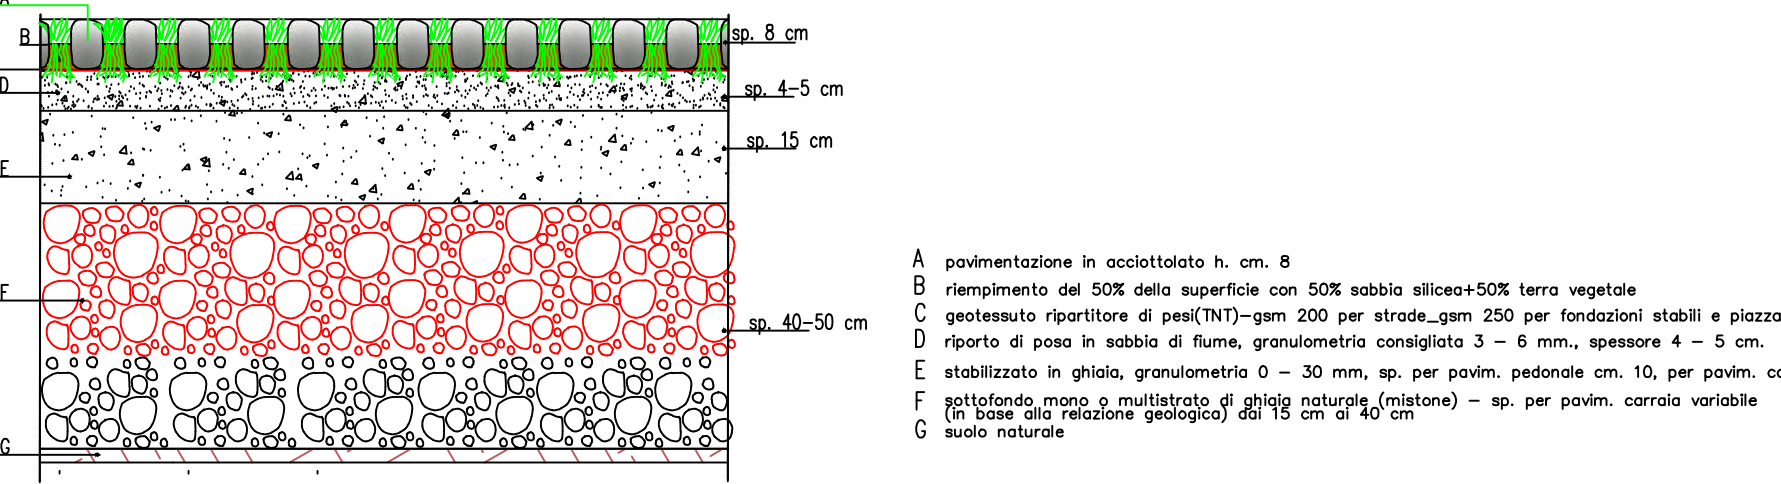 A
B
D
E
F
G
sp. 8 cm
sp. 4-5 cm
sp. 15 cm
sp. 40-50 cm
A pavimentazione in acciottolato h. cm. 8
B riempimento del 50% della superficie con 50% sabbia silicea+50% terra vegetale
C geotessuto ripartitore di pesi(TNT)-gsm 200 per strade_gsm 250 per fondazioni stabili e piazza
D riporto di posa in sabbia di fiume, granulometria consigliata 3 - 6 mm., spessore 4 - 5 cm.
E stabilizzato in ghiaia, granulometria 0 - 30 mm, sp. per pavim. pedonale cm. 10, per pavim. ca
F sottofondo mono o multistrato di ghiaia naturale (mistone) - sp. per pavim. carraia variabile
(in base alla relazione geologica) dai 15 cm ai 40 cm
G suolo naturale